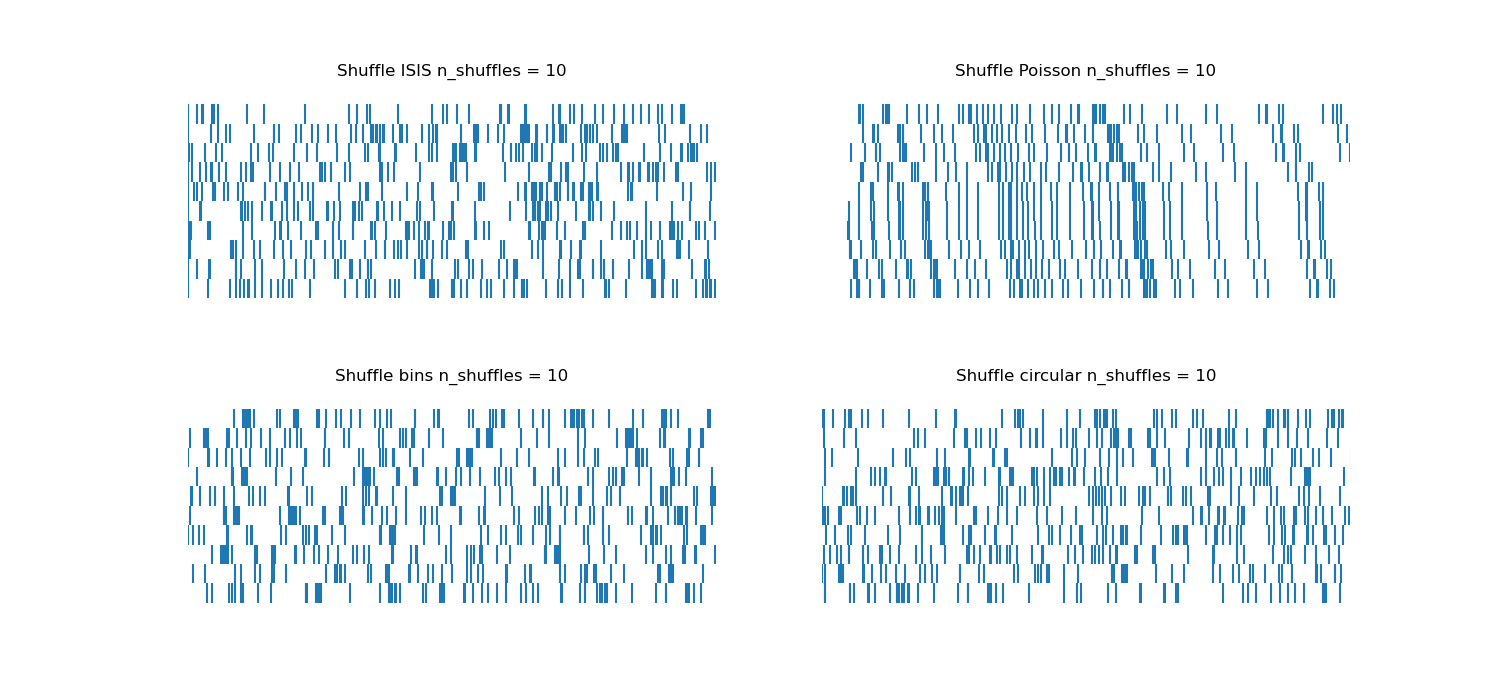 Shuffle ISIS n_shuffles = 10
Shuffle Poisson n_shuffles = 10
Shuffle bins n_shuffles = 10
Shuffle circular n_shuffles = 10